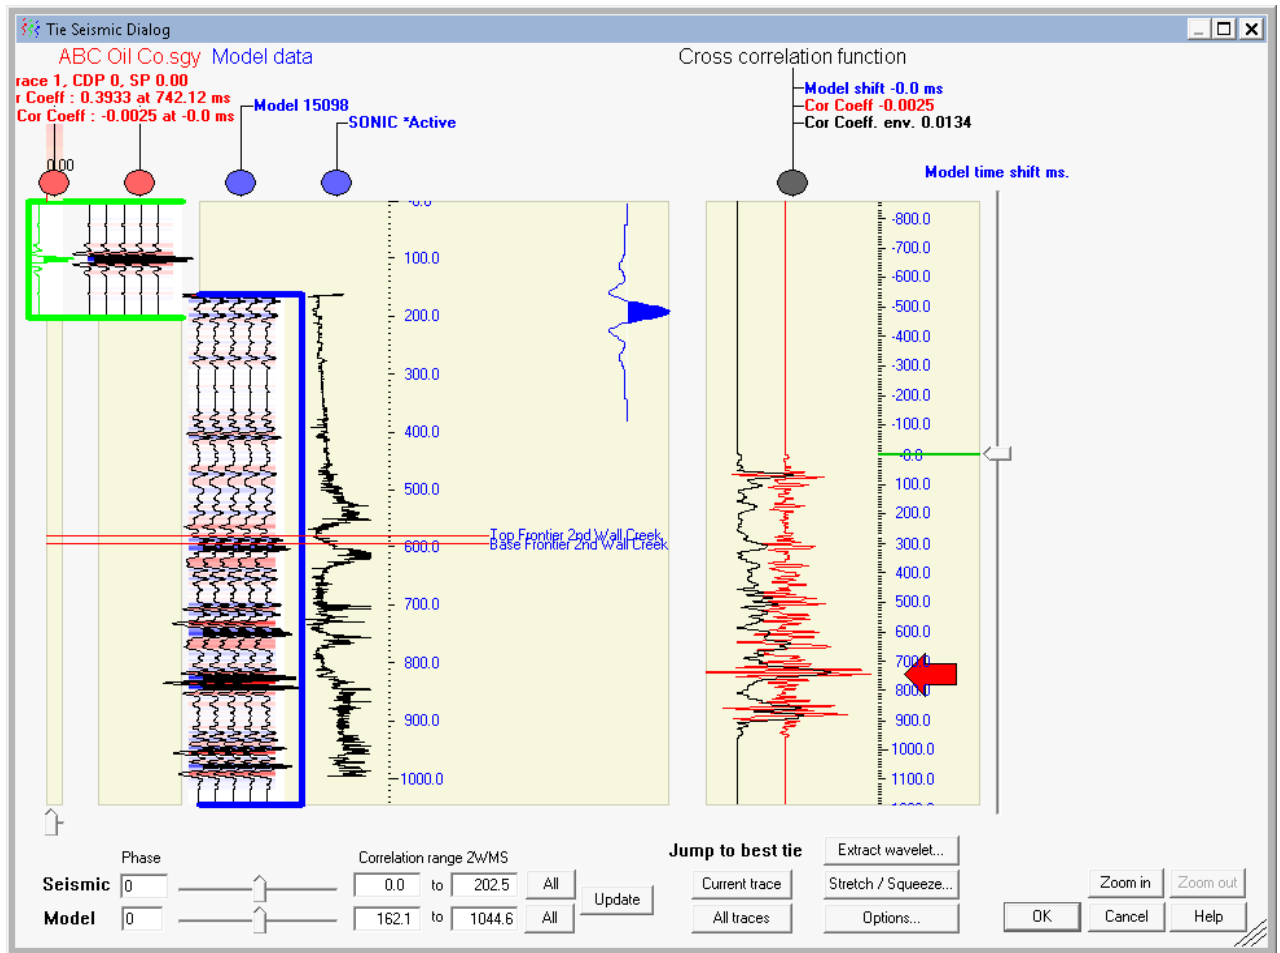 Tie Seismic Dialog
ABC Oil Co.sgy Model data
Cross correlation function
race 1, CDP 0, SP 0.00
r Coeff : 0.3933 at 742.12 ms
Cor Coeff : -0.0025 at -0.0 ms
Model 15098
SONIC *Active
Model shift -0.0 ms
Cor Coeff -0.0025
Cor Coeff. env. 0.0134
0.00
Model time shift ms.
-0.0
100.0
200.0
300.0
400.0
500.0
600.0
700.0
800.0
900.0
1000.0
Top Frontier 2nd Wall Creek
Base Frontier 2nd Wall Creek
-800.0
-700.0
-600.0
-500.0
-400.0
-300.0
-200.0
-100.0
-0.0
100.0
200.0
300.0
400.0
500.0
600.0
700.0
800.0
900.0
1000.0
1100.0
Phase
Correlation range 2WMS
Jump to best tie
Extract wavelet...
Seismic 0 0.0 to 202.5 All
Update
Current trace
Stretch / Squeeze...
Zoom in
Zoom out
Model 0 162.1 to 1044.6 All
All traces
Options...
OK
Cancel
Help